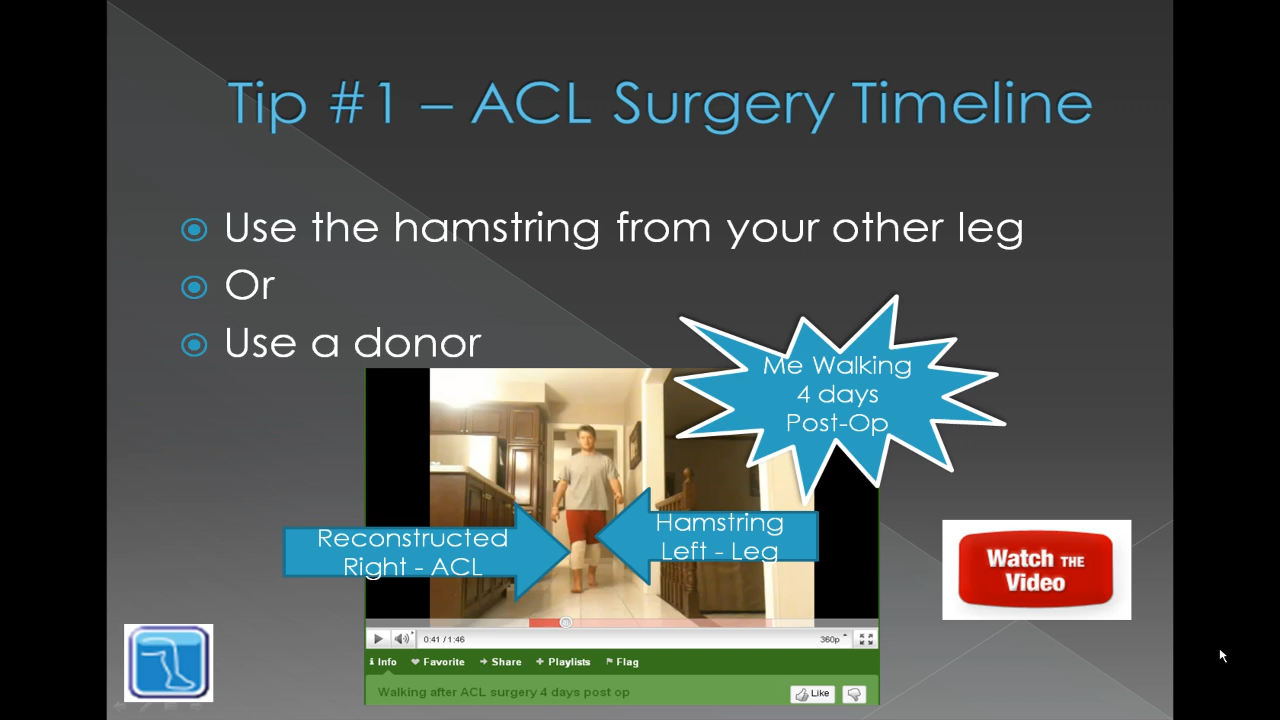 Tip #1 – ACL Surgery Timeline
Use the hamstring from your other leg
Or
Use a donor
Me Walking
4 days
Post-Op
Reconstructed
Right - ACL
Hamstring
Left - Leg
Watch THE
Video
0:41 / 1:46
360p
Info Favorite Share Playlists Flag
Walking after ACL surgery 4 days post op
Like